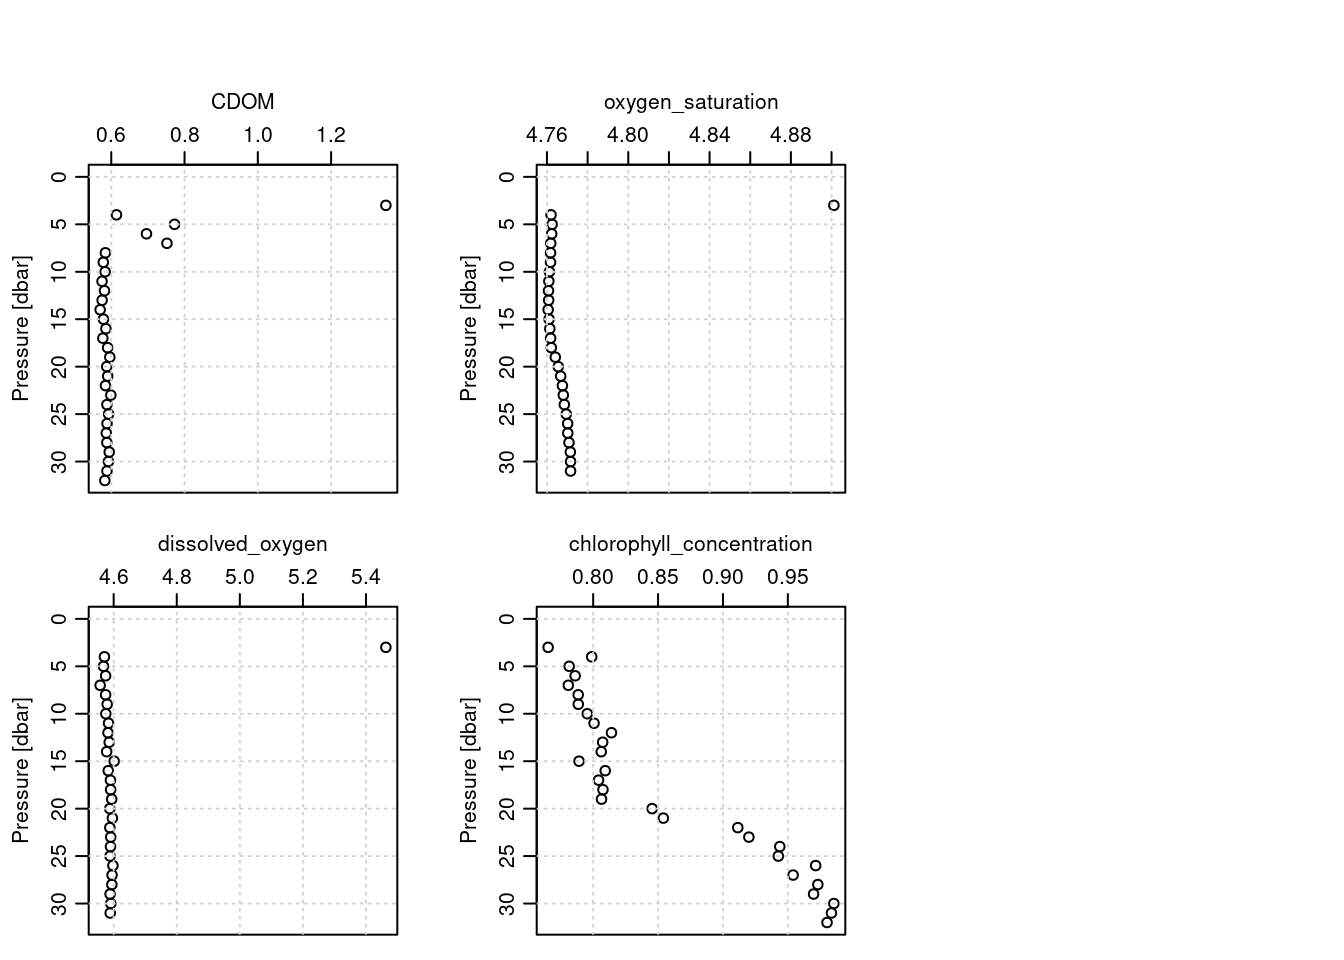 CDOM
0.6 0.8 1.0 1.2
0 5 10 15 20 25 30
Pressure [dbar]
oxygen_saturation
4.76 4.80 4.84 4.88
0 5 10 15 20 25 30
Pressure [dbar]
dissolved_oxygen
4.6 4.8 5.0 5.2 5.4
0 5 10 15 20 25 30
Pressure [dbar]
chlorophyll_concentration
0.80 0.85 0.90 0.95
0 5 10 15 20 25 30
Pressure [dbar]